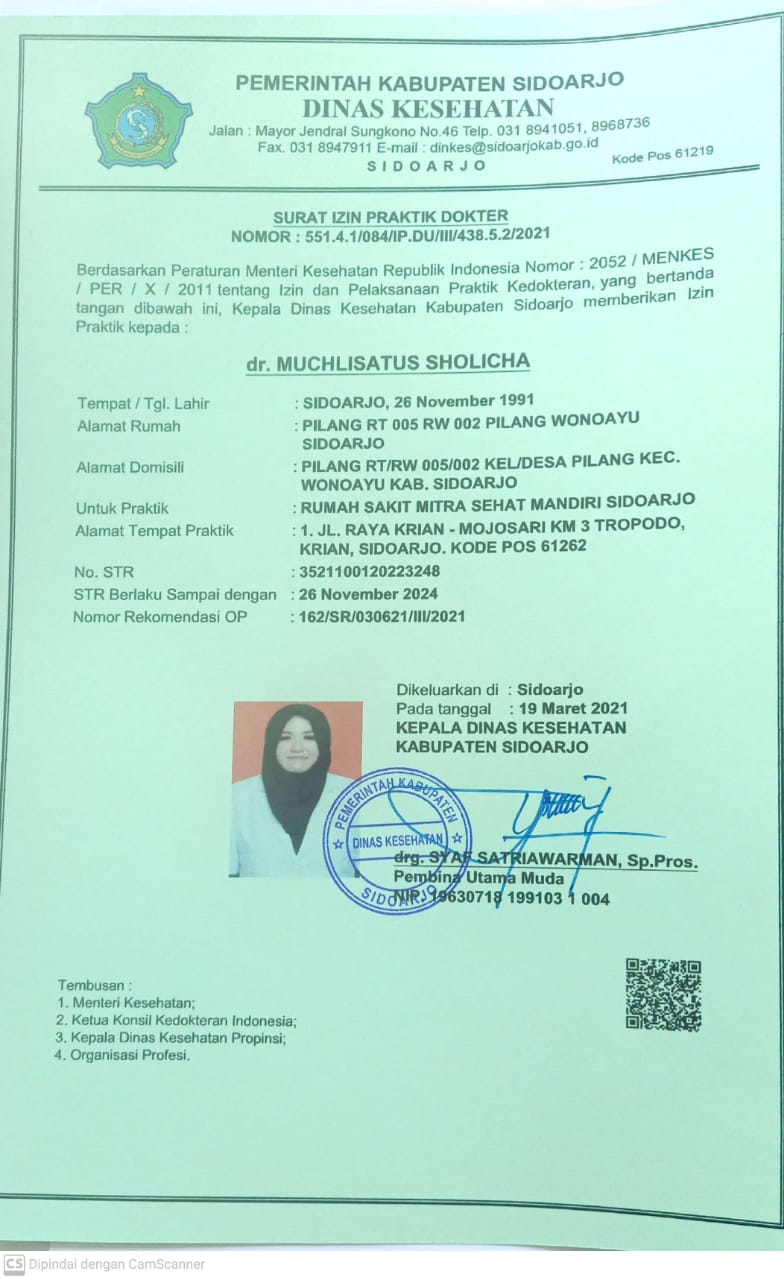 PEMERINTAH KABUPATEN SIDOARJO
DINAS KESEHATAN
Jalan : Mayor Jendral Sungkono No.46 Telp. 031 8941051, 8968736
Fax. 031 8947911 E-mail : dinkes@sidoarjokab.go.id
SIDOARJO
Kode Pos 61219
SURAT IZIN PRAKTIK DOKTER
NOMOR : 551.4.1/084/IP.DU/III/438.5.2/2021
Berdasarkan Peraturan Menteri Kesehatan Republik Indonesia Nomor : 2052 / MENKES
/ PER / X / 2011 tentang Izin dan Pelaksanaan Praktik Kedokteran, yang bertanda
tangan dibawah ini, Kepala Dinas Kesehatan Kabupaten Sidoarjo memberikan Izin
Praktik kepada :
dr. MUCHLISATUS SHOLICHA
Tempat / Tgl. Lahir : SIDOARJO, 26 November 1991
Alamat Rumah : PILANG RT 005 RW 002 PILANG WONOAYU
SIDOARJO
Alamat Domisili : PILANG RT/RW 005/002 KEL/DESA PILANG KEC.
WONOAYU KAB. SIDOARJO
Untuk Praktik : RUMAH SAKIT MITRA SEHAT MANDIRI SIDOARJO
Alamat Tempat Praktik : 1. JL. RAYA KRIAN - MOJOSARI KM 3 TROPODO,
KRIAN, SIDOARJO. KODE POS 61262
No. STR : 3521100120223248
STR Berlaku Sampai dengan : 26 November 2024
Nomor Rekomendasi OP : 162/SR/030621/III/2021
Dikeluarkan di : Sidoarjo
Pada tanggal : 19 Maret 2021
KEPALA DINAS KESEHATAN
KABUPATEN SIDOARJO
PEMERINTAH KABUPATEN
DINAS KESEHATAN
SIDOARJO
drg. SYAF SATRIAWARMAN, Sp.Pros.
Pembina Utama Muda
NIP. 19630718 199103 1 004
Tembusan :
1. Menteri Kesehatan;
2. Ketua Konsil Kedokteran Indonesia;
3. Kepala Dinas Kesehatan Propinsi;
4. Organisasi Profesi.
CS Dipindai dengan CamScanner